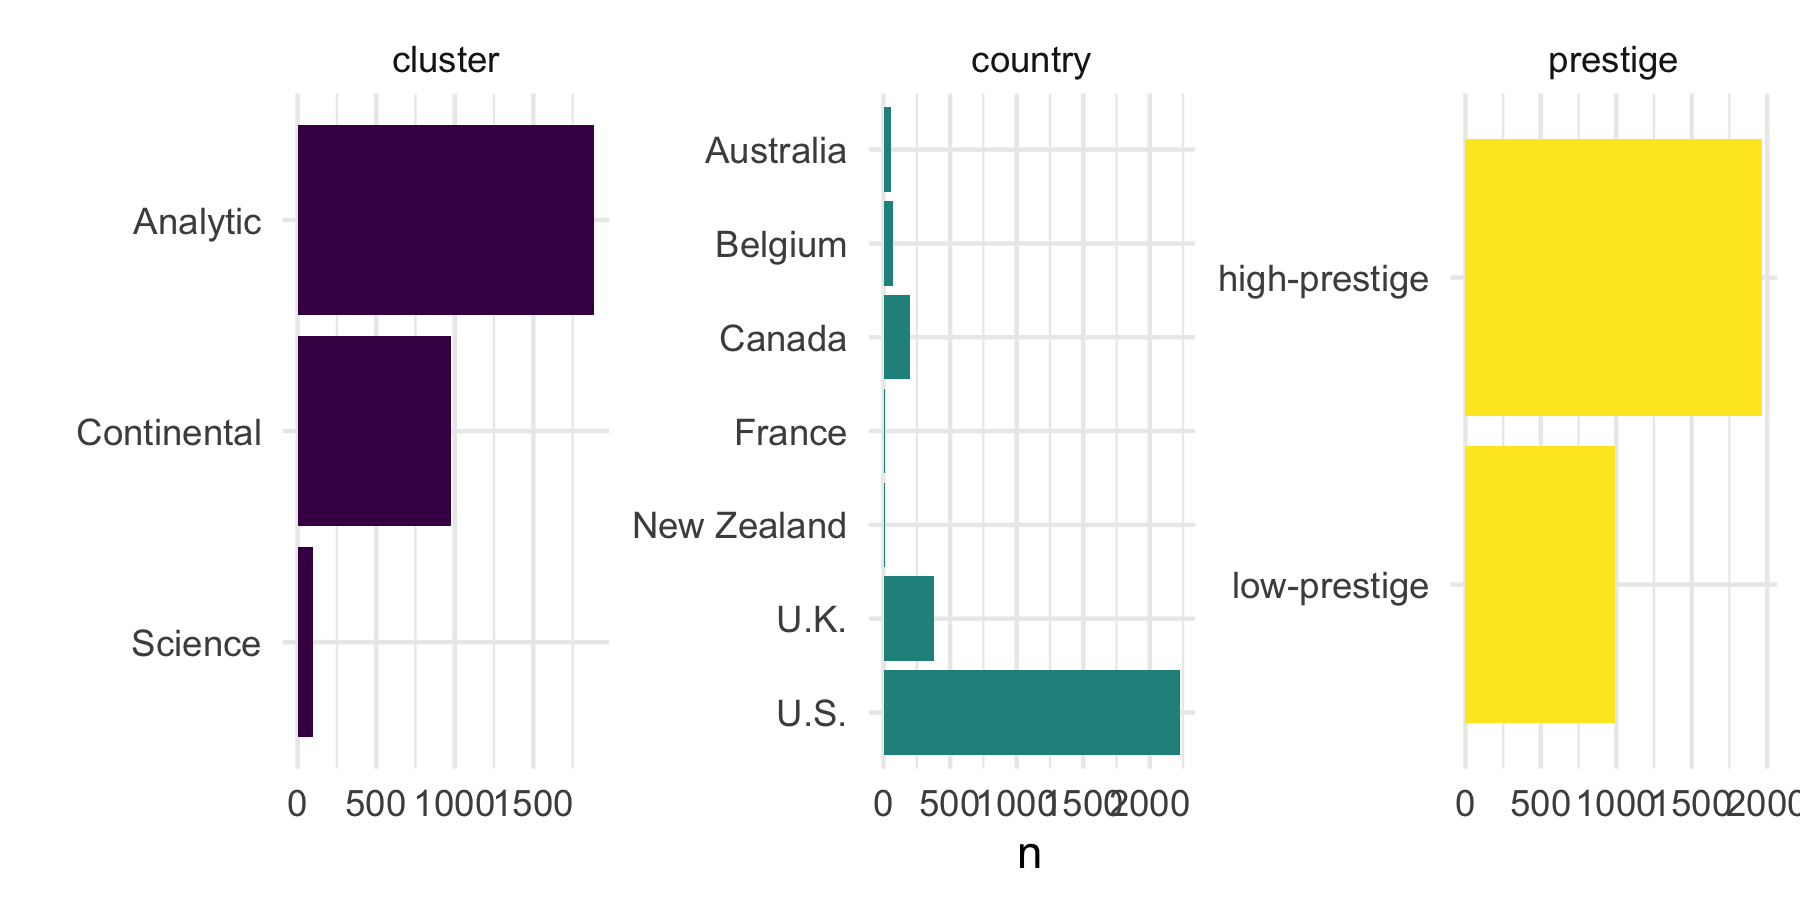 cluster
country
prestige
Analytic
Continental
Science
0 500 1000 1500
Australia
Belgium
Canada
France
New Zealand
U.K.
U.S.
0 500 1000 1500 2000
high-prestige
low-prestige
0 500 1000 1500 2000
n